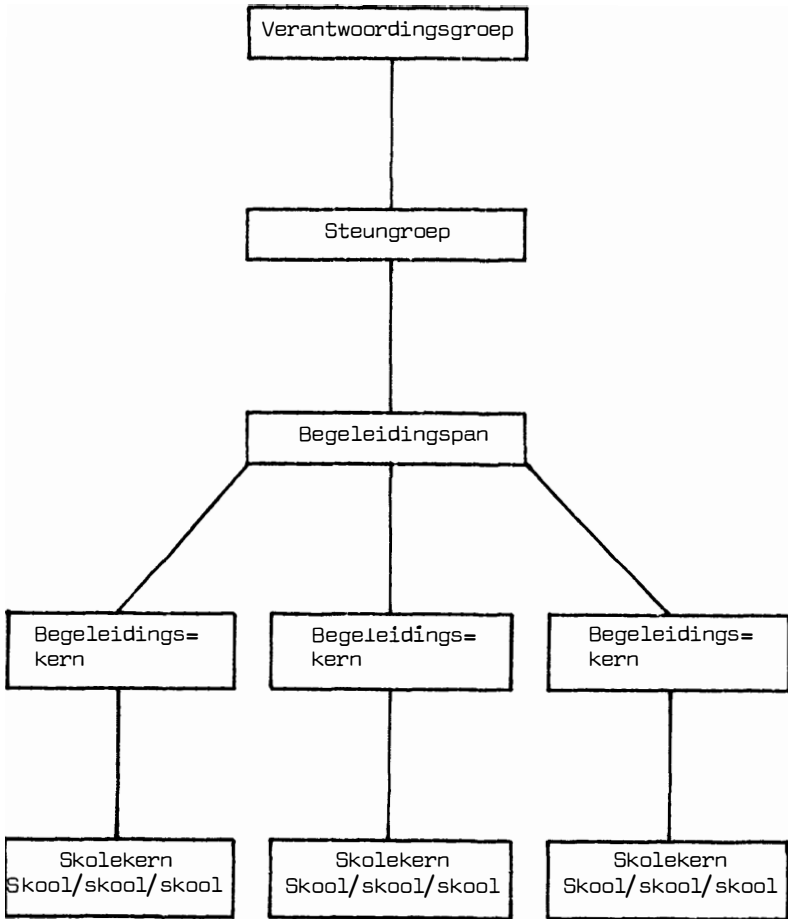 Verantwoordingsgroep
Steungroep
Begeleidingspan
Begeleidings=
kern
Begeleidings=
kern
Begeleidings=
kern
Skolekern
Skool/skool/skool
Skolekern
Skool/skool/skool
Skolekern
Skool/skool/skool